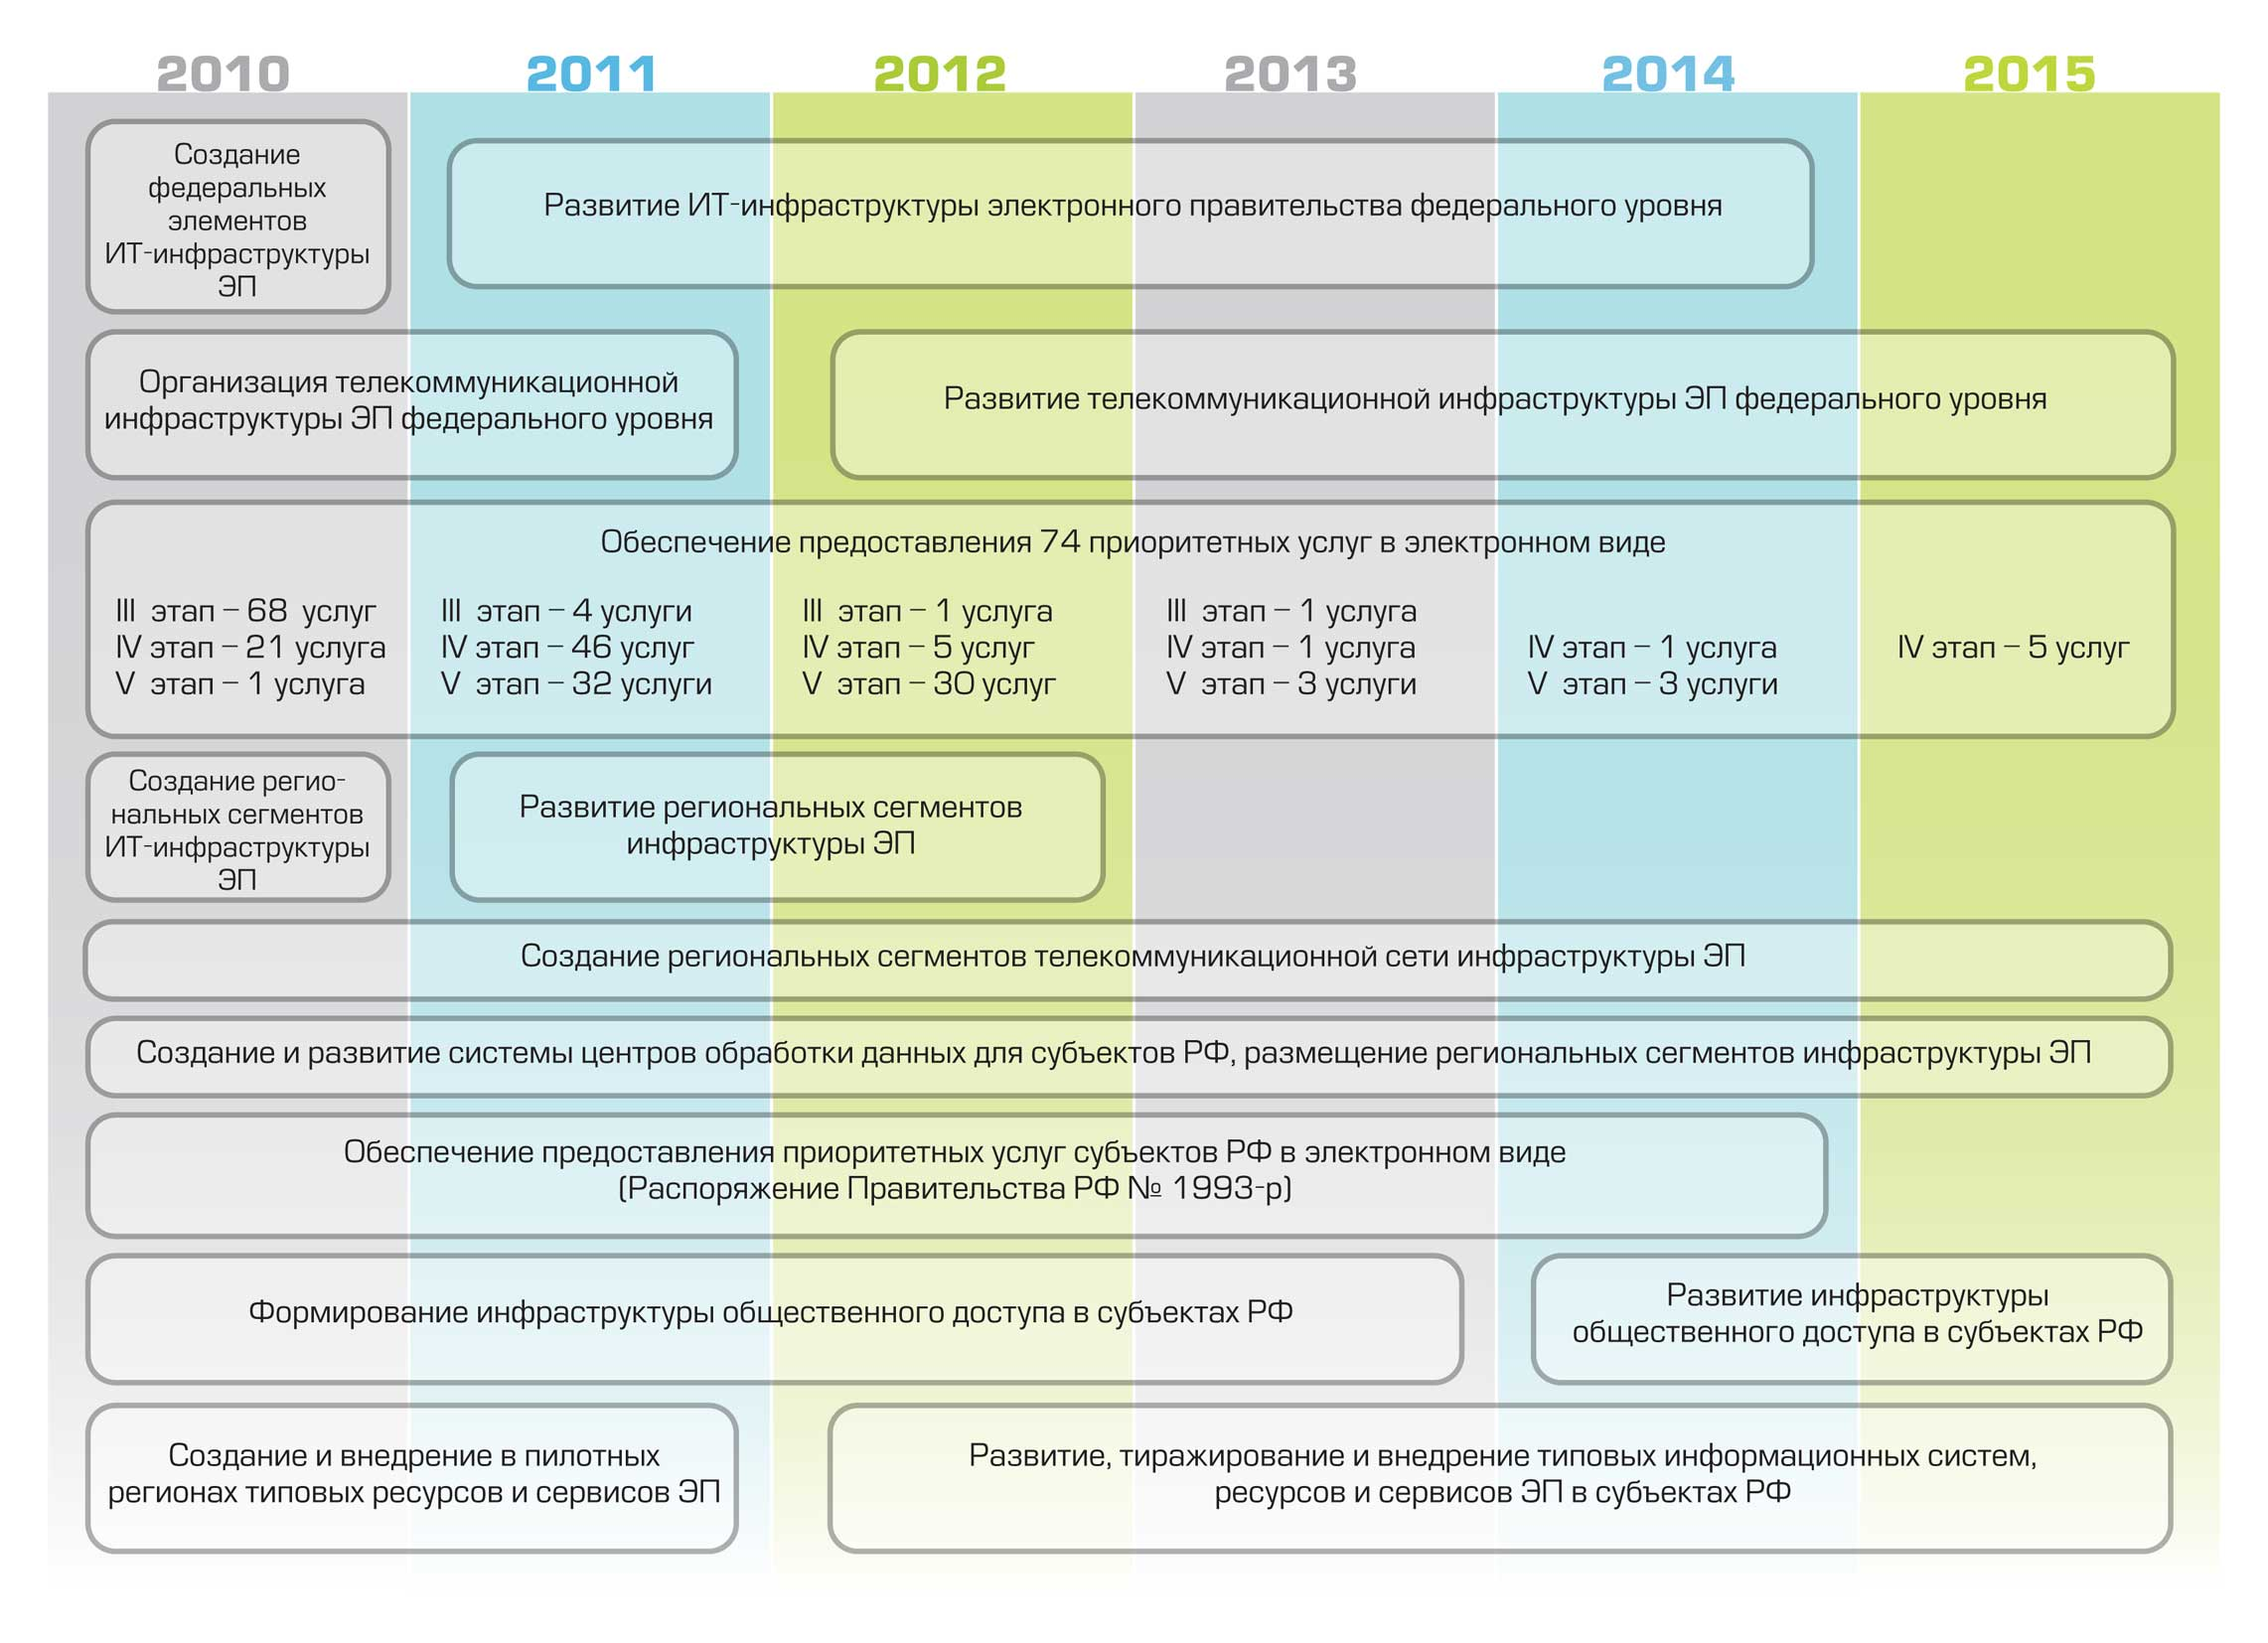 2010
2011
2012
2013
2014
2015
Создание
федеральных
элементов
ИТ-инфраструктуры
ЭП
Развитие ИТ-инфраструктуры электронного правительства федерального уровня
Организация телекоммуникационной
инфраструктуры ЭП федерального уровня
Развитие телекоммуникационной инфраструктуры ЭП федерального уровня
Обеспечение предоставления 74 приоритетных услуг в электронном виде
III этап – 68 услуг
IV этап – 21 услуга
V этап – 1 услуга
III этап – 4 услуги
IV этап – 46 услуг
V этап – 32 услуги
III этап – 1 услуга
IV этап – 5 услуг
V этап – 30 услуг
III этап – 1 услуга
IV этап – 1 услуга
V этап – 3 услуги
IV этап – 1 услуга
V этап – 3 услуги
IV этап – 5 услуг
Создание регио-
нальных сегментов
ИТ-инфраструктуры
ЭП
Развитие региональных сегментов
инфраструктуры ЭП
Создание региональных сегментов телекоммуникационной сети инфраструктуры ЭП
Создание и развитие системы центров обработки данных для субъектов РФ, размещение региональных сегментов инфраструктуры ЭП
Обеспечение предоставления приоритетных услуг субъектов РФ в электронном виде
(Распоряжение Правительства РФ № 1993-р)
Формирование инфраструктуры общественного доступа в субъектах РФ
Развитие инфраструктуры
общественного доступа в субъектах РФ
Создание и внедрение в пилотных
регионах типовых ресурсов и сервисов ЭП
Развитие, тиражирование и внедрение типовых информационных систем,
ресурсов и сервисов ЭП в субъектах РФ